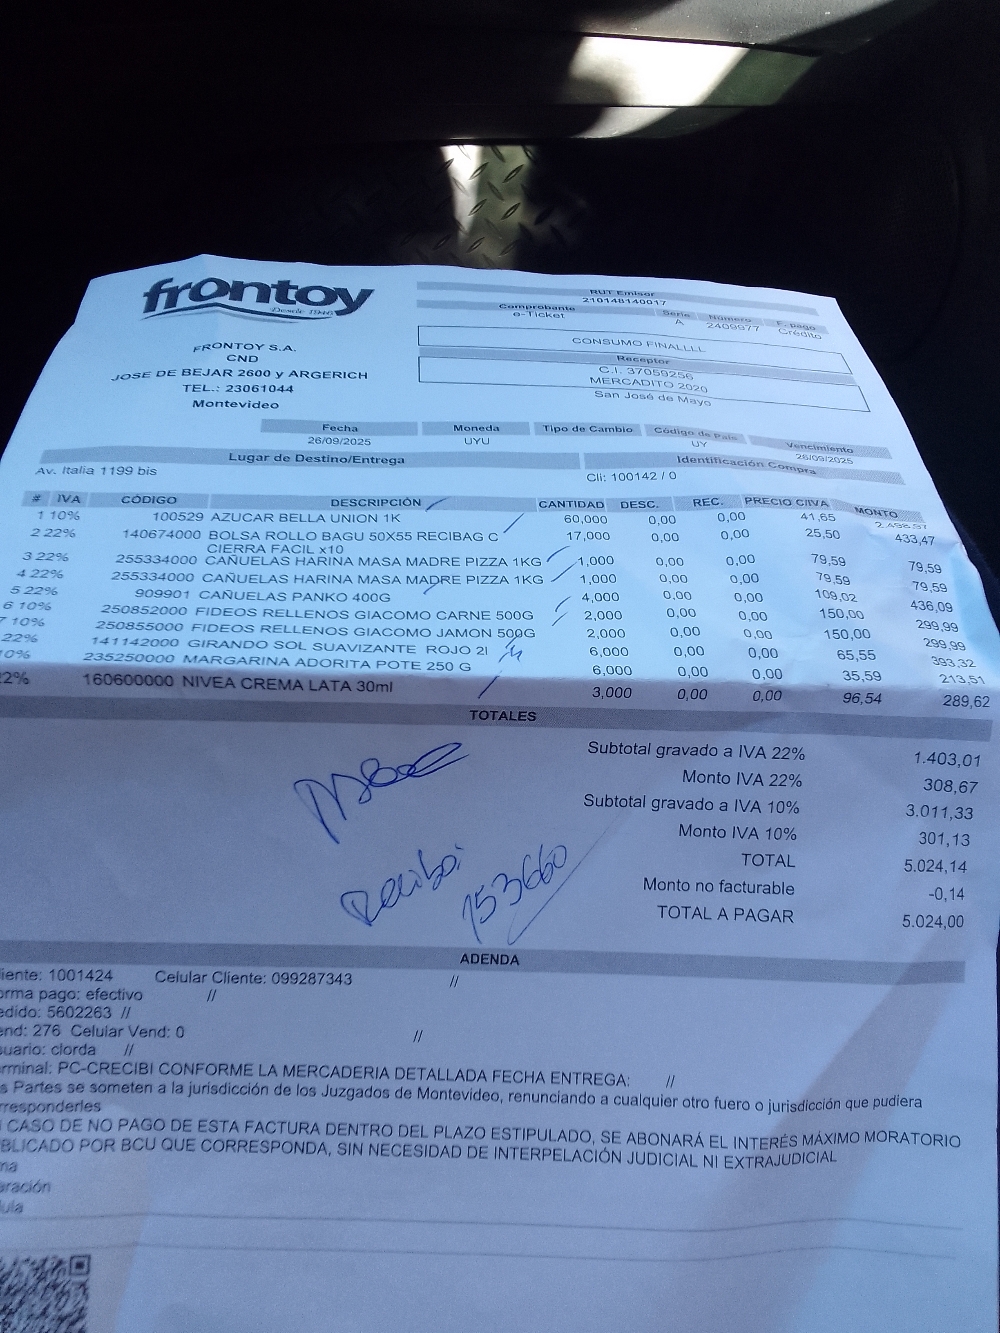 frontoy
Desde 1946
RUT Emisor
210148140017
Comprobante Serie Número F. pago
e-Ticket A 2409977 Crédito
FRONTOY S.A.
CND
JOSE DE BEJAR 2600 y ARGERICH
TEL.: 23061044
Montevideo
CONSUMO FINALLLL
Receptor
C.I. 37059256
MERCADITO 2020
San José de Mayo
Fecha Moneda Tipo de Cambio Código de País Vencimiento
26/09/2025 UYU UY 26/09/2025
Lugar de Destino/Entrega Identificación Compra
Av. Italia 1199 bis Cli: 100142 / 0
# IVA CÓDIGO DESCRIPCIÓN CANTIDAD DESC. REC. PRECIO C/IVA MONTO
1 10% 100529 AZUCAR BELLA UNION 1K 60,000 0,00 0,00 41,65 2.498,97
2 22% 140674000 BOLSA ROLLO BAGU 50X55 RECIBAG C 17,000 0,00 0,00 25,50 433,47
CIERRA FACIL x10
3 22% 255334000 CAÑUELAS HARINA MASA MADRE PIZZA 1KG 1,000 0,00 0,00 79,59 79,59
4 22% 255334000 CAÑUELAS HARINA MASA MADRE PIZZA 1KG 1,000 0,00 0,00 79,59 79,59
5 22% 909901 CAÑUELAS PANKO 400G 4,000 0,00 0,00 109,02 436,09
6 10% 250852000 FIDEOS RELLENOS GIACOMO CARNE 500G 2,000 0,00 0,00 150,00 299,99
7 10% 250855000 FIDEOS RELLENOS GIACOMO JAMON 500G 2,000 0,00 0,00 150,00 299,99
22% 141142000 GIRANDO SOL SUAVIZANTE ROJO 2l 6,000 0,00 0,00 65,55 393,32
0% 235250000 MARGARINA ADORITA POTE 250 G 6,000 0,00 0,00 35,59 213,51
2% 160600000 NIVEA CREMA LATA 30ml 3,000 0,00 0,00 96,54 289,62
TOTALES
Subtotal gravado a IVA 22% 1.403,01
Monto IVA 22% 308,67
Subtotal gravado a IVA 10% 3.011,33
Monto IVA 10% 301,13
TOTAL 5.024,14
Monto no facturable -0,14
TOTAL A PAGAR 5.024,00
Recibo:
153660
ADENDA
iente: 1001424 Celular Cliente: 099287343 //
orma pago: efectivo //
edido: 5602263 //
end: 276 Celular Vend: 0 //
suario: clorda //
erminal: PC-CRECIBI CONFORME LA MERCADERIA DETALLADA FECHA ENTREGA: //
s Partes se someten a la jurisdicción de los Juzgados de Montevideo, renunciando a cualquier otro fuero o jurisdicción que pudiera
rresponderles
CASO DE NO PAGO DE ESTA FACTURA DENTRO DEL PLAZO ESTIPULADO, SE ABONARÁ EL INTERÉS MÁXIMO MORATORIO
BLICADO POR BCU QUE CORRESPONDA, SIN NECESIDAD DE INTERPELACIÓN JUDICIAL NI EXTRAJUDICIAL
ma
aración
ula